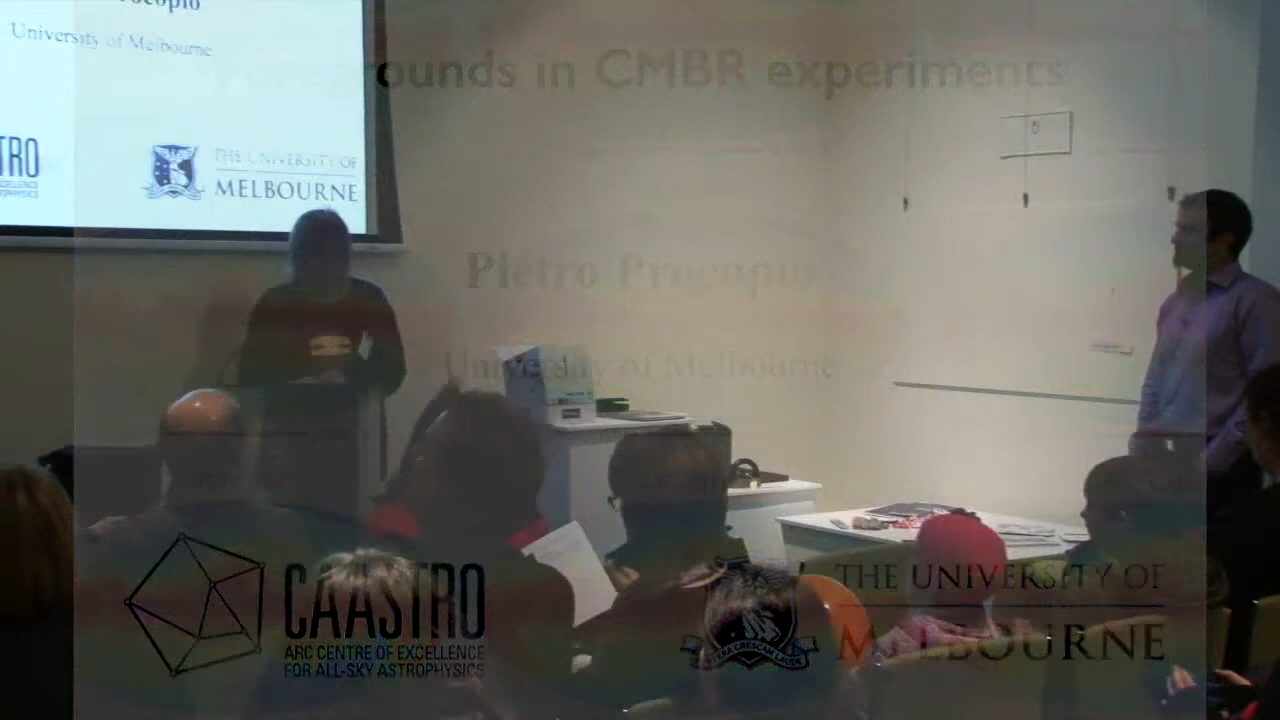 rocopio
University of Melbourne
TRO
THE UNIVERSITY OF
MELBOURNE
rounds in CMBR experiments
Pietro Procopio
University of Melbourne
CAASTRO
ARC CENTRE OF EXCELLENCE
FOR ALL-SKY ASTROPHYSICS
THE UNIVERSITY OF
MELBOURNE